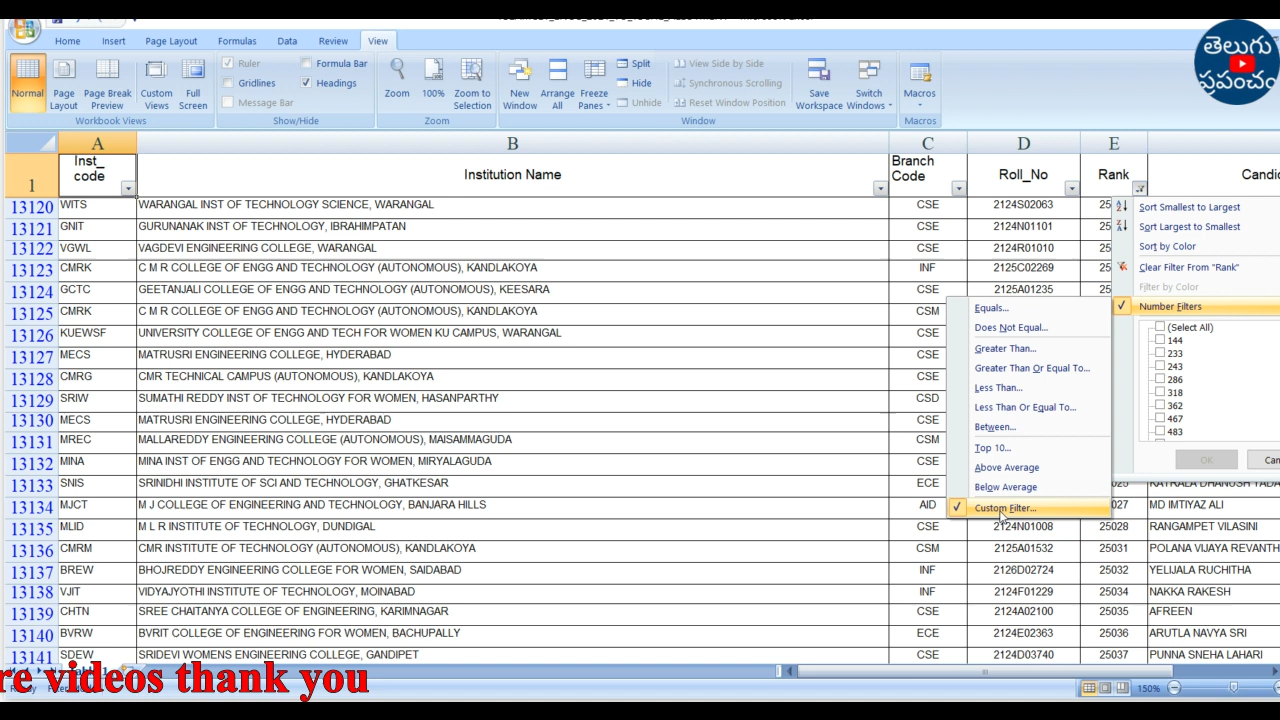 తెలుగు
ప్రపంచం
Home Insert Page Layout Formulas Data Review View
Normal Page Layout Page Break Preview Custom Views Full Screen
Workbook Views
Ruler Formula Bar
Gridlines Headings
Message Bar
Show/Hide
Zoom 100% Zoom to Selection
Zoom
New Window Arrange All Freeze Panes
Split
Hide
Unhide
View Side by Side
Synchronous Scrolling
Reset Window Position
Save Workspace Switch Windows
Window
Macros
Macros
A B C D E
1 Inst_ code Institution Name Branch Code Roll_No Rank
13120 WITS WARANGAL INST OF TECHNOLOGY SCIENCE, WARANGAL CSE 2124S02063 25
13121 GNIT GURUNANAK INST OF TECHNOLOGY, IBRAHIMPATAN CSE 2124N01101 25
13122 VGWL VAGDEVI ENGINEERING COLLEGE, WARANGAL CSE 2124R01010 25
13123 CMRK C M R COLLEGE OF ENGG AND TECHNOLOGY (AUTONOMOUS), KANDLAKOYA INF 2125C02269 25
13124 GCTC GEETANJALI COLLEGE OF ENGG AND TECHNOLOGY, KEESARA CSE 2125A01235 25
13125 CMRK C M R COLLEGE OF ENGG AND TECHNOLOGY (AUTONOMOUS), KANDLAKOYA CSM
13126 KUEWSF UNIVERSITY COLLEGE OF ENGG AND TECH FOR WOMEN KU CAMPUS, WARANGAL CSE
13127 MECS MATRUSRI ENGINEERING COLLEGE, HYDERABAD CSE
13128 CMRG CMR TECHNICAL CAMPUS (AUTONOMOUS), KANDLAKOYA CSE
13129 SRIW SUMATHI REDDY INST OF TECHNOLOGY FOR WOMEN, HASANPARTHY CSD
13130 MECS MATRUSRI ENGINEERING COLLEGE, HYDERABAD CSE
13131 MREC MALLAREDDY ENGINEERING COLLEGE (AUTONOMOUS), MAISAMMAGUDA CSM
13132 MINA MINA INST OF ENGG AND TECHNOLOGY FOR WOMEN, MIRYALAGUDA CSE
13133 SNIS SRINIDHI INSTITUTE OF SCI AND TECHNOLOGY, GHATKESAR ECE
13134 MJCT M J COLLEGE OF ENGINEERING AND TECHNOLOGY, BANJARA HILLS AID 25027 MD IMTIYAZ ALI
13135 MLID M L R INSTITUTE OF TECHNOLOGY, DUNDIGAL CSE 2124N01008 25028 RANGAMPET VILASINI
13136 CMRM CMR INSTITUTE OF TECHNOLOGY (AUTONOMOUS), KANDLAKOYA CSM 2125A01532 25031 POLANA VIJAYA REVANTH
13137 BREW BHOJREDDY ENGINEERING COLLEGE FOR WOMEN, SAIDABAD INF 2126D02724 25032 YELIJALA RUCHITHA
13138 VJIT VIDYAJYOTHI INSTITUTE OF TECHNOLOGY, MOINABAD INF 2124F01229 25034 NAKKA RAKESH
13139 CHTN SREE CHAITANYA COLLEGE OF ENGINEERING, KARIMNAGAR CSE 2124A02100 25035 AFREEN
13140 BVRW BVRIT COLLEGE OF ENGINEERING FOR WOMEN, BACHUPALLY ECE 2124E02363 25036 ARUTLA NAVYA SRI
13141 SDEW SRIDEVI WOMENS ENGINEERING COLLEGE, GANDIPET CSE 2124D03740 25037 PUNNA SNEHA LAHARI
Sort Smallest to Largest
Sort Largest to Smallest
Sort by Color
Clear Filter From "Rank"
Filter by Color
Number Filters
(Select All)
144
233
243
286
318
362
467
483
OK
Equals...
Does Not Equal...
Greater Than...
Greater Than Or Equal To...
Less Than...
Less Than Or Equal To...
Between...
Top 10...
Above Average
Below Average
Custom Filter...
videos thank you
150%